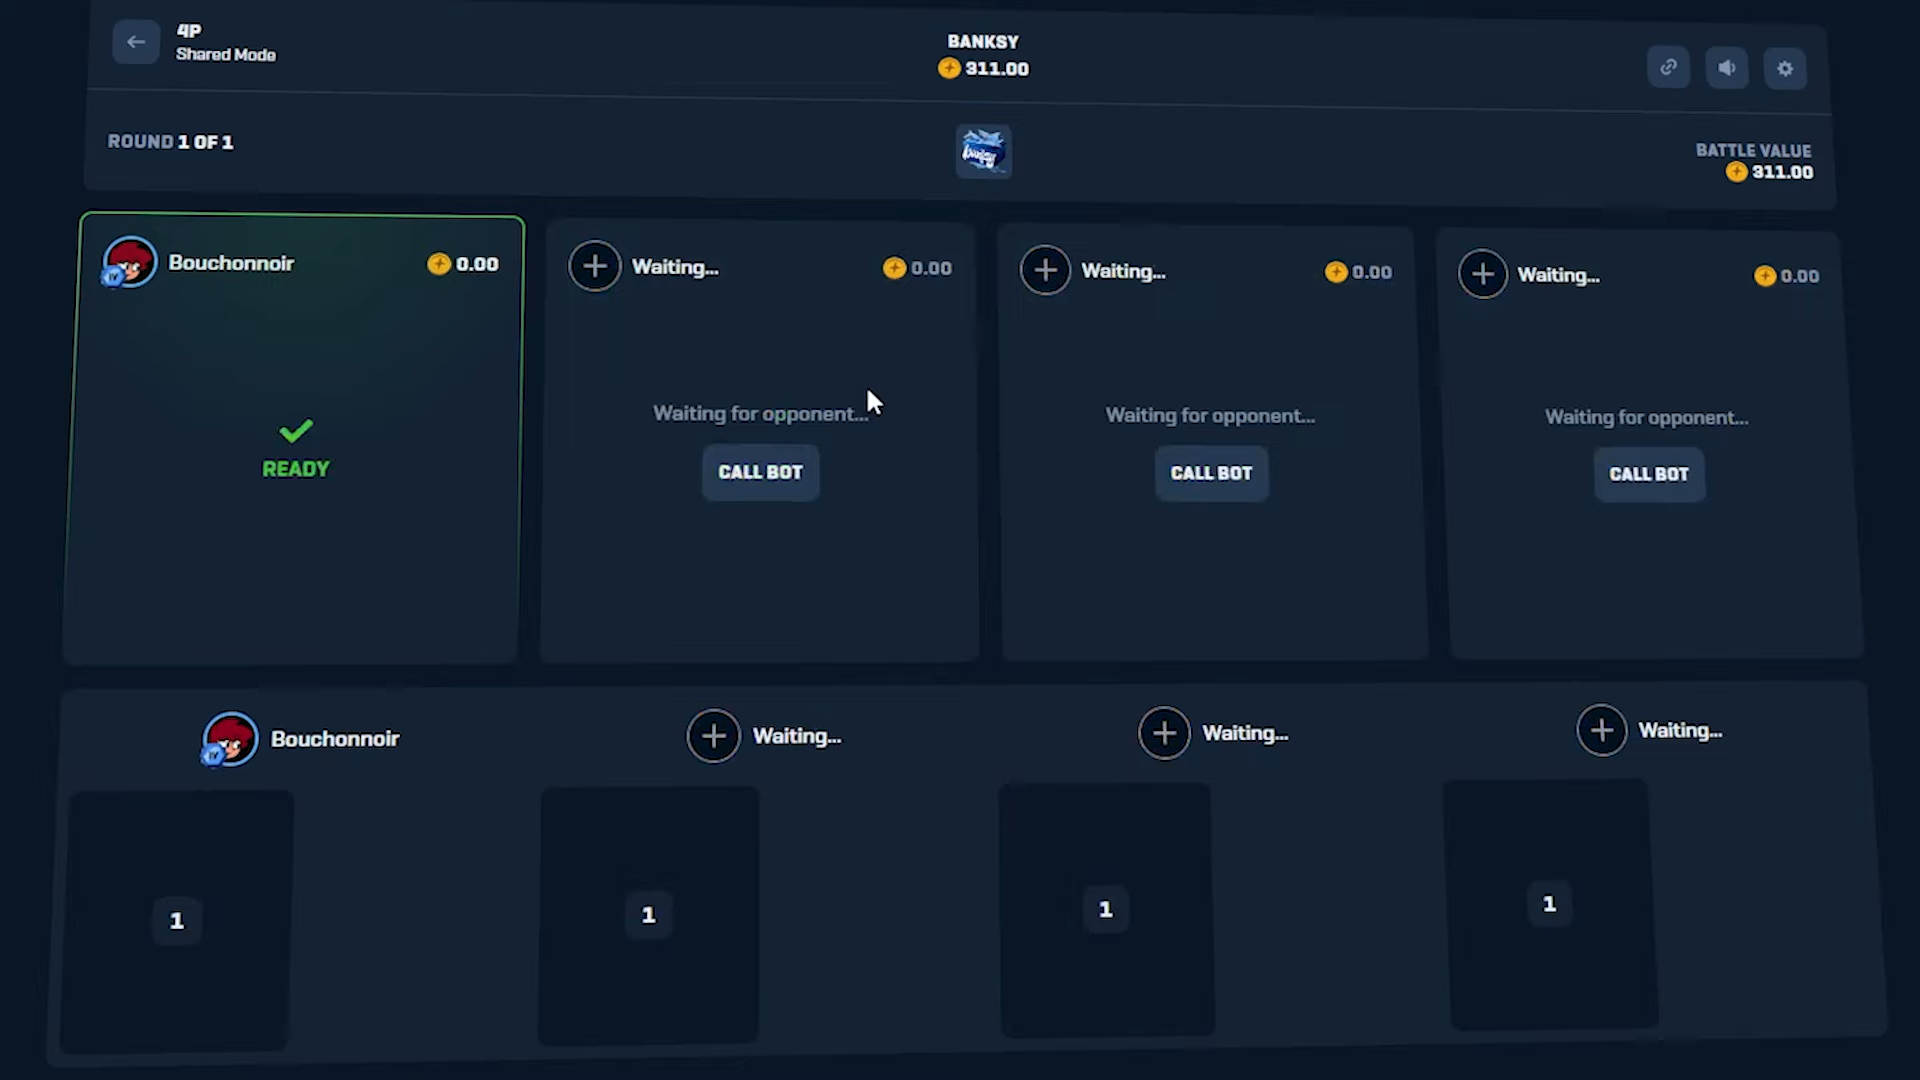 4P
Shared Mode
BANKSY
311.00
ROUND 1 OF 1
Banksy
BATTLE VALUE
311.00
Bouchonnoir
0.00
Waiting...
0.00
Waiting...
0.00
Waiting...
0.00
READY
Waiting for opponent...
CALL BOT
Waiting for opponent...
CALL BOT
Waiting for opponent...
CALL BOT
Bouchonnoir
Waiting...
Waiting...
Waiting...
1
1
1
1